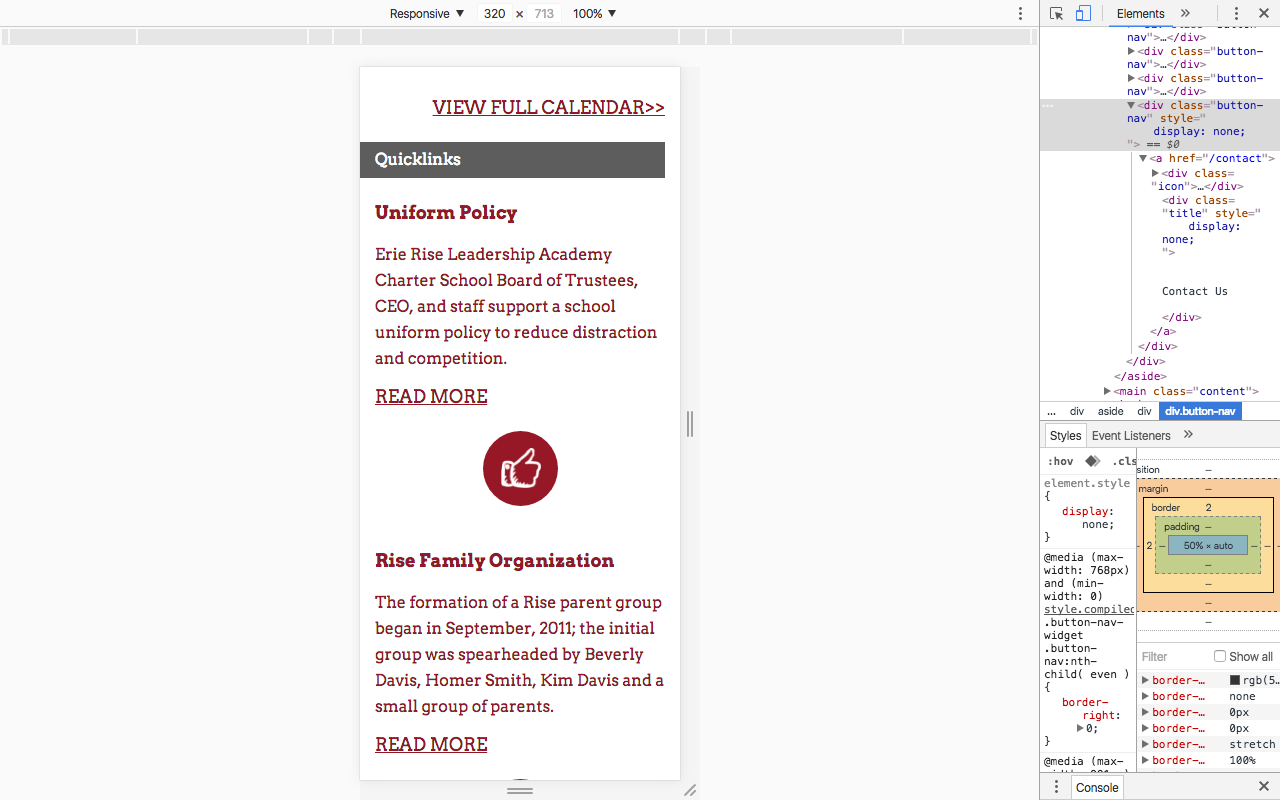 Responsive ▼ 320 × 713 100% ▼
Elements »
nav">…</div>
▶<div class="button-
nav">…</div>
▶<div class="button-
nav">…</div>
… ▼<div class="button-
nav" style="
display: none;
"> == $0
▼<a href="/contact">
▶<div class=
"icon">…</div>
<div class=
"title" style="
display:
none;
">
Contact Us
</div>
</a>
</div>
</div>
</aside>
▶<main class="content">
... div aside div div.button-nav
Styles Event Listeners »
:hov .cls
element.style
{
display:
none;
}
@media (max-
width: 768px)
and (min-
width: 0)
style.compiled
.button-nav-
widget
.button-
nav:nth-
child( even )
{
border-
right:
▶0;
}
@media (max-
sition –
margin –
border 2
padding –
– 2 – 50% × auto – – –
–
–
–
–
Filter Show all
▶border-… rgb(5…
▶border-… none
▶border-… 0px
▶border-… 0px
▶border-… stretch
▶border-… 100%
Console
VIEW FULL CALENDAR>>
Quicklinks
Uniform Policy
Erie Rise Leadership Academy
Charter School Board of Trustees,
CEO, and staff support a school
uniform policy to reduce distraction
and competition.
READ MORE
Rise Family Organization
The formation of a Rise parent group
began in September, 2011; the initial
group was spearheaded by Beverly
Davis, Homer Smith, Kim Davis and a
small group of parents.
READ MORE